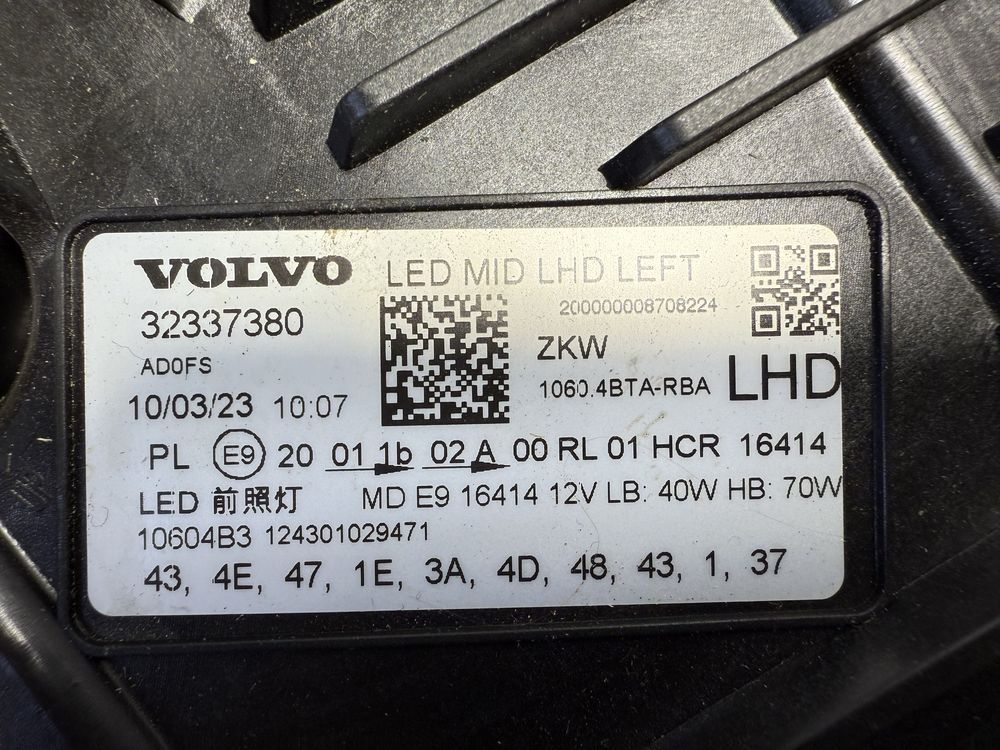 VOLVO LED MID LHD LEFT
32337380 200000008708224
AD0FS ZKW
1060.4BTA-RBA LHD
10/03/23 10:07
PL E9 20 01 1b 02 A 00 RL 01 HCR 16414
LED 前照灯 MD E9 16414 12V LB: 40W HB: 70W
10604B3 124301029471
43, 4E, 47, 1E, 3A, 4D, 48, 43, 1, 37